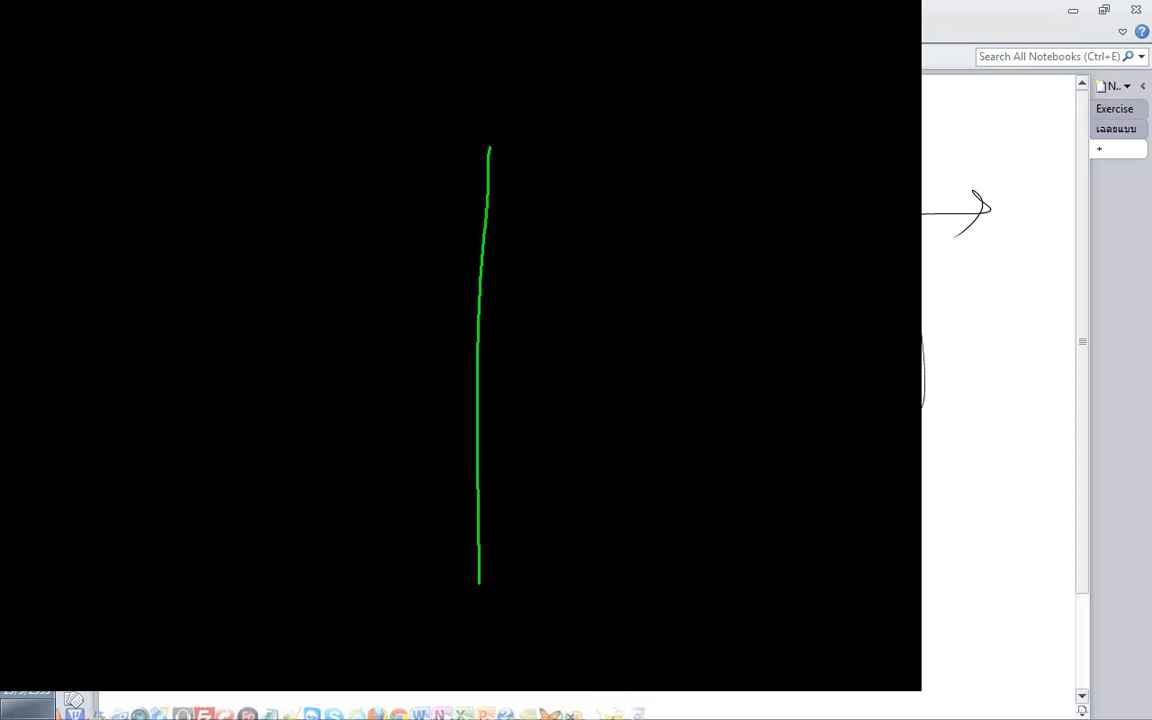 Search All Notebooks (Ctrl+E)
N..
Exercise
เฉลยแบบ
+